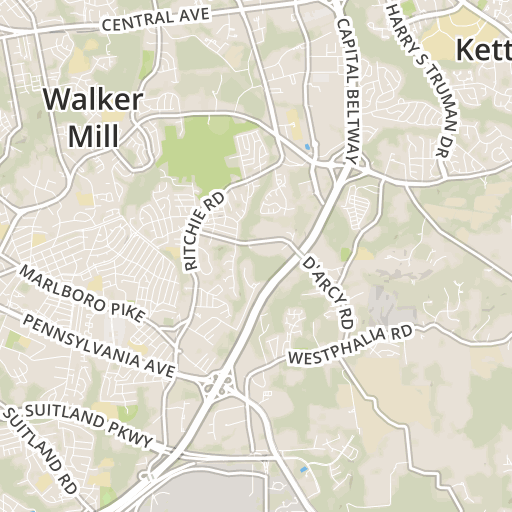 CENTRAL AVE
CAPITAL BELTWAY
HARRY S TRUMAN DR
Kett
Walker
Mill
RITCHIE RD
MARLBORO PIKE
D'ARCY RD
PENNSYLVANIA AVE
WESTPHALIA RD
SUITLAND PKWY
SUITLAND RD